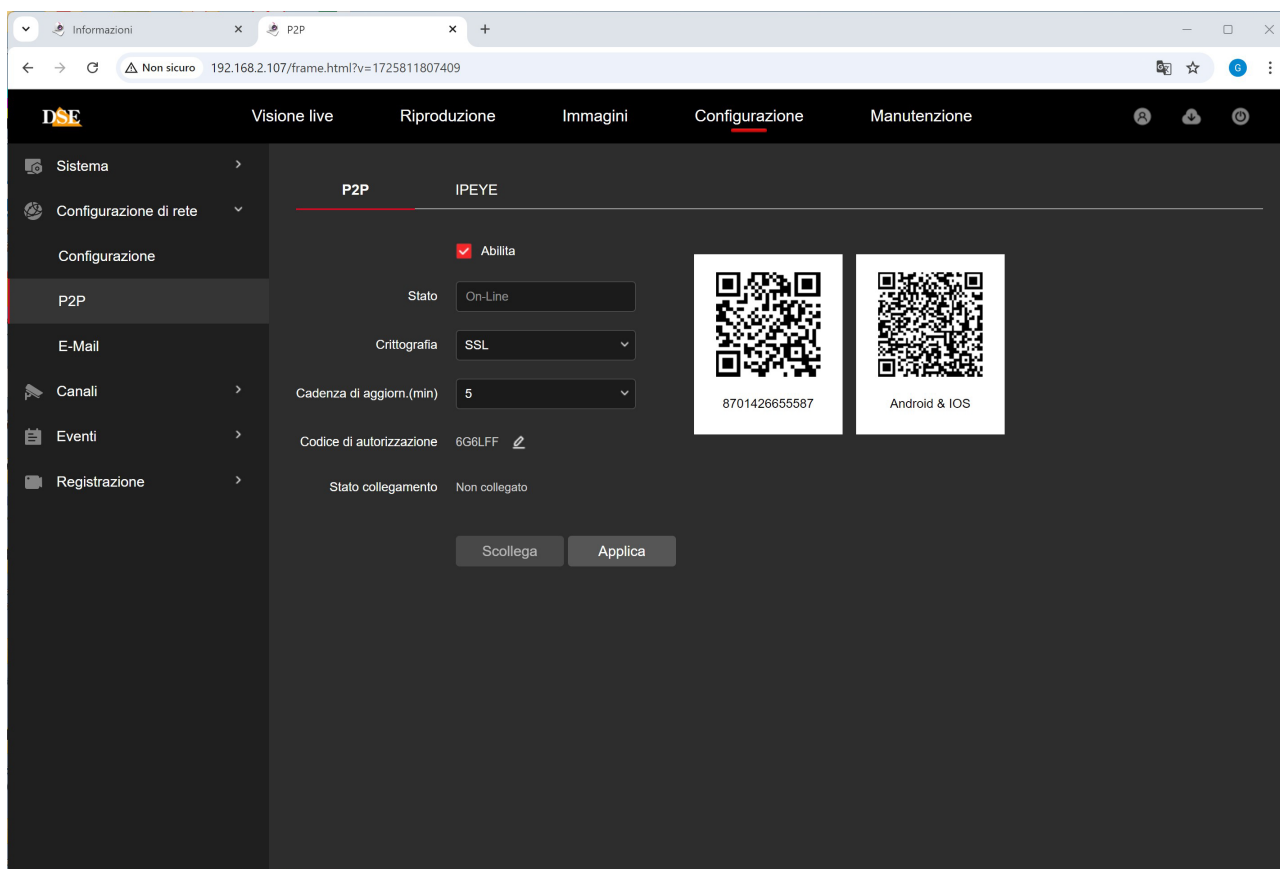 Informazioni
P2P
Non sicuro 192.168.2.107/frame.html?v=1725811807409
G
DSE
Visione live Riproduzione Immagini Configurazione Manutenzione
Sistema
Configurazione di rete
Configurazione
P2P
E-Mail
Canali
Eventi
Registrazione
P2P IPEYE
Abilita
Stato On-Line
Crittografia SSL
Cadenza di aggiorn.(min) 5
Codice di autorizzazione 6G6LFF
Stato collegamento Non collegato
Scollega Applica
8701426655587
Android & IOS